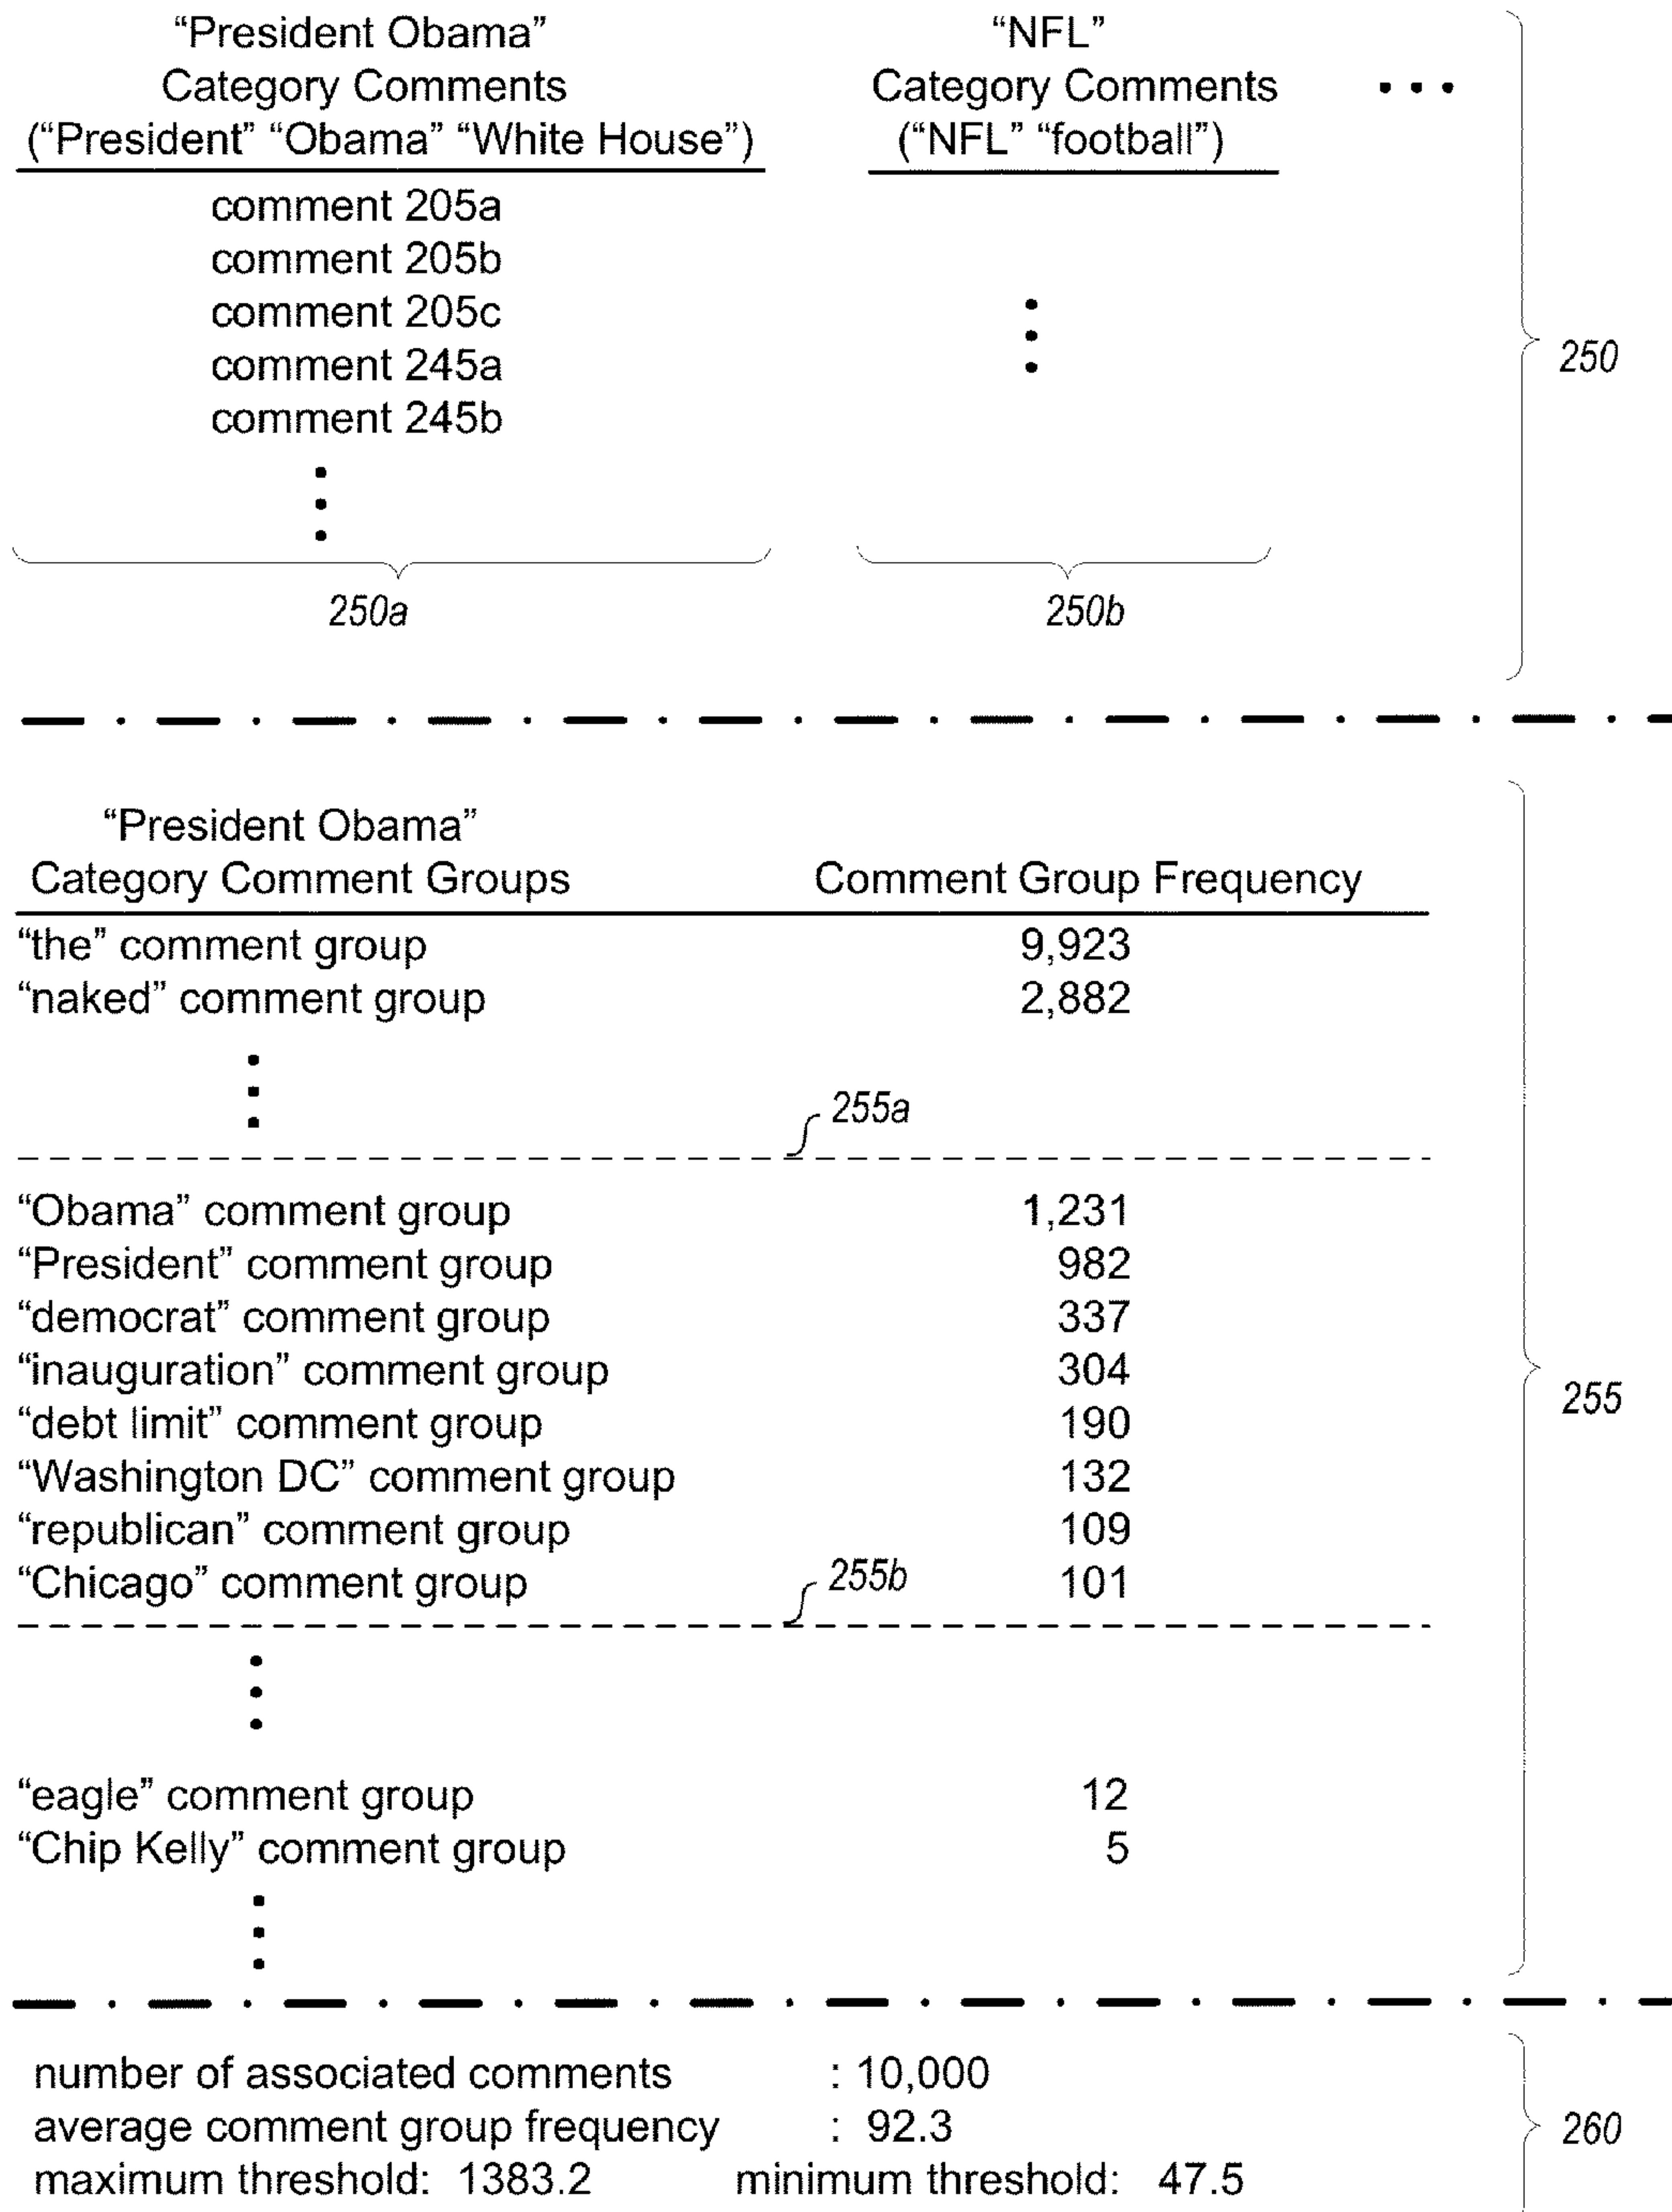 “President Obama”
Category Comments
(“President” “Obama” “White House”)
“NFL”
Category Comments
(“NFL” “football”)
. . .
comment 205a
comment 205b
comment 205c
comment 245a
comment 245b
250a
250b
250
“President Obama”
Category Comment Groups Comment Group Frequency
“the” comment group 9,923
“naked” comment group 2,882
255a
“Obama” comment group 1,231
“President” comment group 982
“democrat” comment group 337
“inauguration” comment group 304
“debt limit” comment group 190
“Washington DC” comment group 132
“republican” comment group 109
“Chicago” comment group 101
255b
255
“eagle” comment group 12
“Chip Kelly” comment group 5
number of associated comments : 10,000
average comment group frequency : 92.3
maximum threshold: 1383.2 minimum threshold: 47.5
260